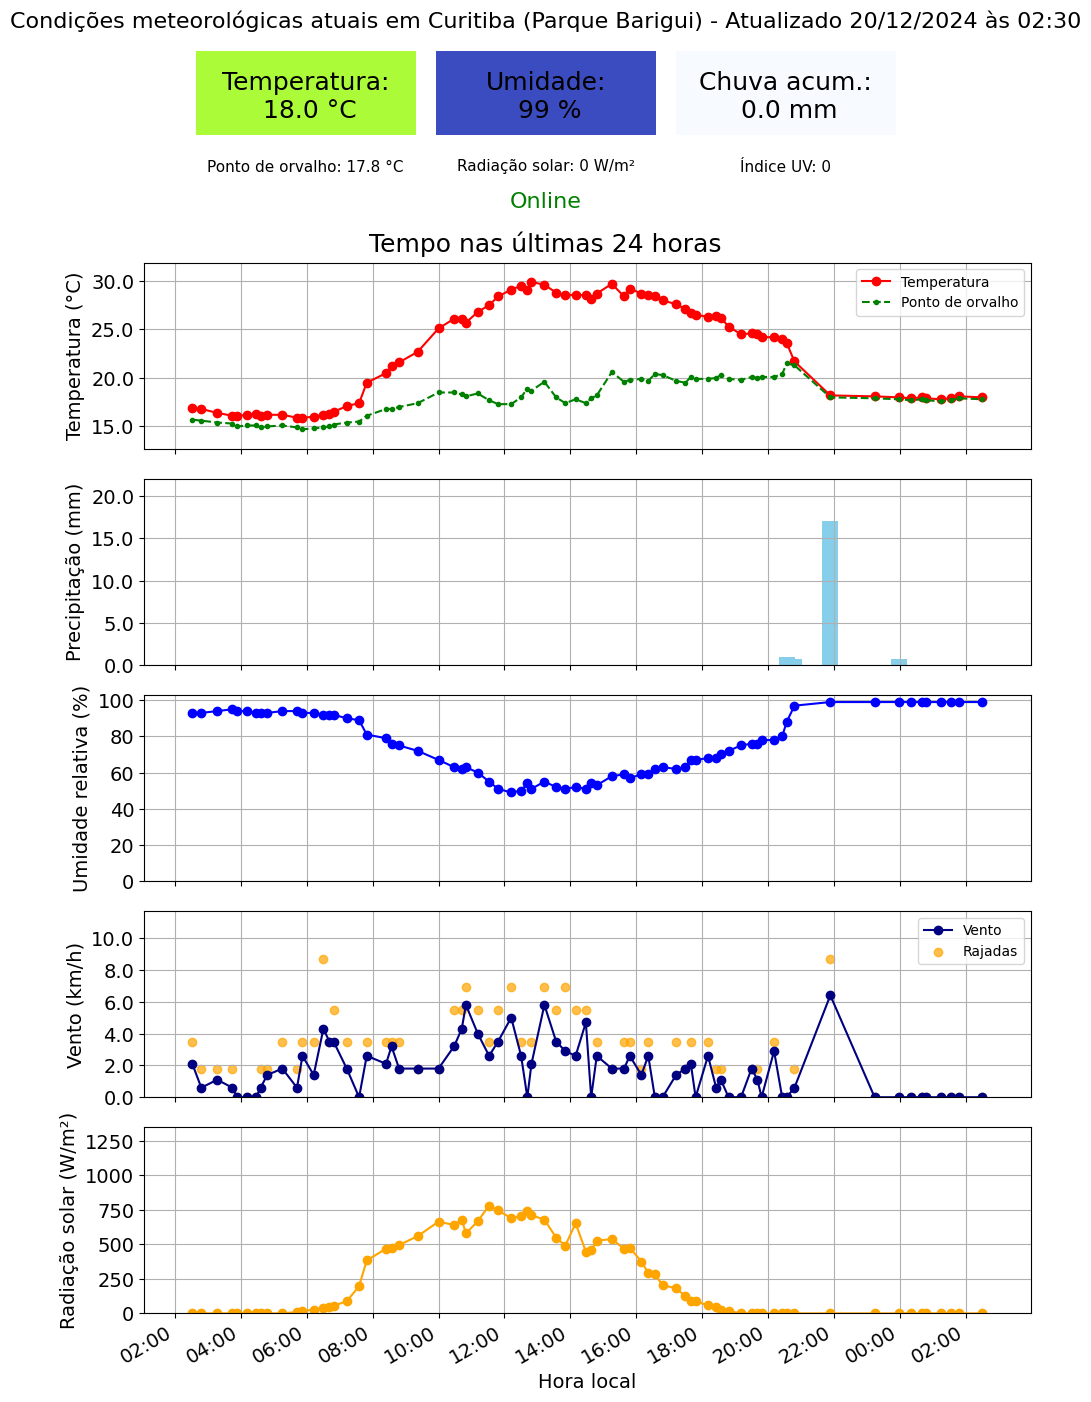 Condições meteorológicas atuais em Curitiba (Parque Barigui) - Atualizado 20/12/2024 às 02:30
Temperatura:
18.0 °C
Umidade:
99 %
Chuva acum.:
0.0 mm
Ponto de orvalho: 17.8 °C
Radiação solar: 0 W/m²
Índice UV: 0
Online
Tempo nas últimas 24 horas
Temperatura (°C)
30.0
25.0
20.0
15.0
Temperatura
Ponto de orvalho
Precipitação (mm)
20.0
15.0
10.0
5.0
0.0
Umidade relativa (%)
100
80
60
40
20
0
Vento (km/h)
10.0
8.0
6.0
4.0
2.0
0.0
Vento
Rajadas
Radiação solar (W/m²)
1250
1000
750
500
250
0
02:00
04:00
06:00
08:00
10:00
12:00
14:00
16:00
18:00
20:00
22:00
00:00
02:00
Hora local